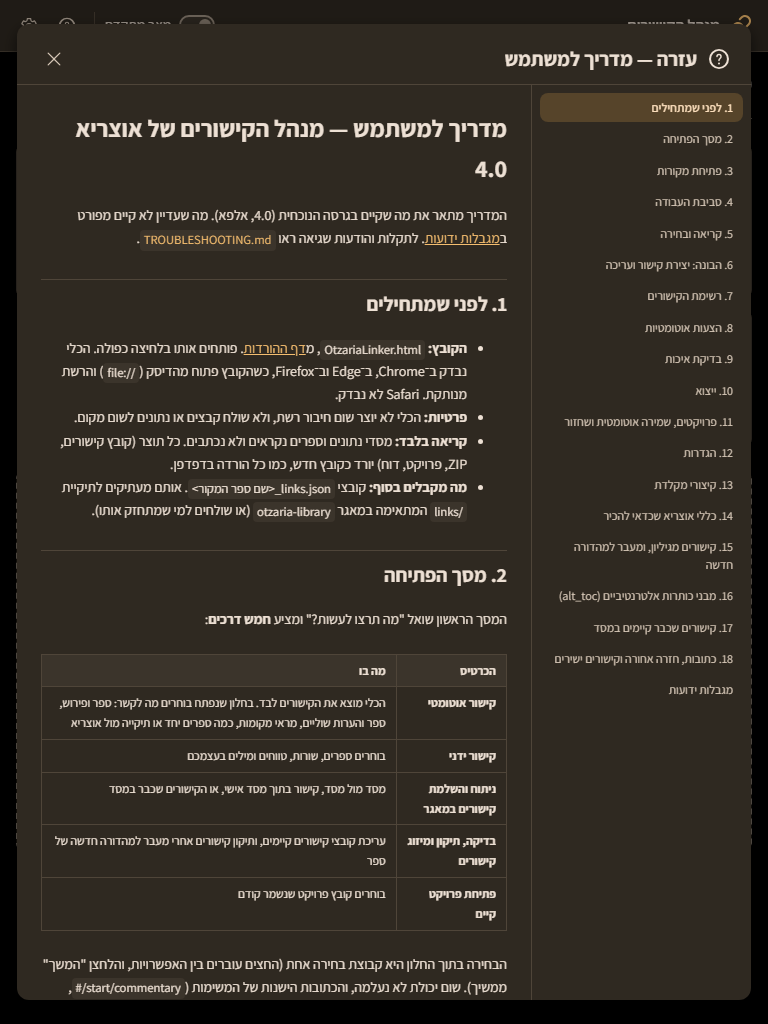 עזרה — מדריך למשתמש
1. לפני שמתחילים
2. מסך הפתיחה
3. פתיחת מקורות
4. סביבת העבודה
5. קריאה ובחירה
6. הבונה: יצירת קישור ועריכה
7. רשימת הקישורים
8. הצעות אוטומטיות
9. בדיקת איכות
10. ייצוא
11. פרויקטים, שמירה אוטומטית ושחזור
12. הגדרות
13. קיצורי מקלדת
14. כללי אוצריא שכדאי להכיר
15. קישורים מגיליון, ומעבר למהדורה
חדשה
16. מבני כותרות אלטרנטיביים (alt_toc)
17. קישורים שכבר קיימים במסד
18. כתובות, חזרה אחורה וקישורים ישירים
מגבלות ידועות
מדריך למשתמש — מנהל הקישורים של אוצריא
4.0
המדריך מתאר את מה שקיים בגרסה הנוכחית (4.0, אלפא). מה שעדיין לא קיים מפורט
במגבלות ידועות. לתקלות והודעות שגיאה ראו TROUBLESHOOTING.md.
1. לפני שמתחילים
• הקובץ: OtzariaLinker.html, מדף ההורדות. פותחים אותו בלחיצה כפולה. הכלי
נבדק ב־Chrome, ב־Edge וב־Firefox, כשהקובץ פתוח מהדיסק (file://) והרשת
מנותקת. Safari לא נבדק.
• פרטיות: הכלי לא יוצר שום חיבור רשת, ולא שולח קבצים או נתונים לשום מקום.
• קריאה בלבד: מסדי נתונים וספרים נקראים ולא נכתבים. כל תוצר (קובץ קישורים,
ZIP, פרויקט, דוח) יורד כקובץ חדש, כמו כל הורדה בדפדפן.
• מה מקבלים בסוף: קובצי <שם ספר המקור>_links.json. אותם מעתיקים לתיקיית
links/ המתאימה במאגר otzaria-library (או שולחים למי שמתחזק אותו).
2. מסך הפתיחה
המסך הראשון שואל "מה תרצו לעשות?" ומציע חמש דרכים:
הכרטיס מה בו
קישור אוטומטי הכלי מוצא את הקישורים לבד. בחלון שנפתח בוחרים מה לקשר: ספר ופירוש,
ספר והערות שוליים, מראי מקומות, כמה ספרים יחד או תיקייה מול אוצריא
קישור ידני בוחרים ספרים, שורות, טווחים ומילים בעצמכם
ניתוח והשלמת מסד מול מסד, קישור בתוך מסד אישי, או הקישורים שכבר במסד
קישורים במאגר
בדיקה, תיקון ומיזוג עריכת קובצי קישורים קיימים, ותיקון קישורים אחרי מעבר למהדורה חדשה של
קישורים ספר
פתיחת פרויקט בוחרים קובץ פרויקט שנשמר קודם
קיים
הבחירה בתוך החלון היא קבוצת בחירה אחת (החצים עוברים בין האפשרויות, והלחצן "המשך"
ממשיך). שום יכולת לא נעלמה, והכתובות הישנות של המשימות (#/start/commentary,